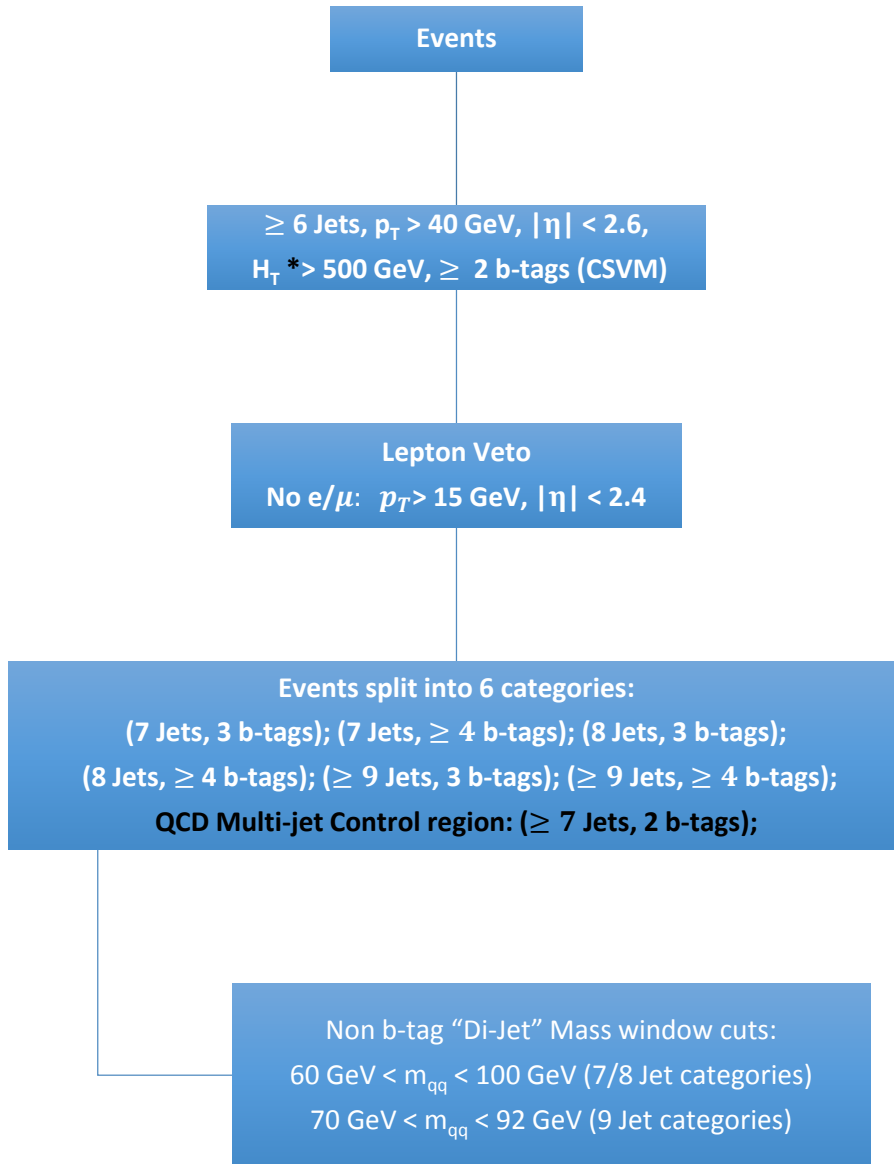 Events
≥ 6 Jets, pT > 40 GeV, |η| < 2.6,
HT *> 500 GeV, ≥ 2 b-tags (CSVM)
Lepton Veto
No e/μ: pT> 15 GeV, |η| < 2.4
Events split into 6 categories:
(7 Jets, 3 b-tags); (7 Jets, ≥ 4 b-tags); (8 Jets, 3 b-tags);
(8 Jets, ≥ 4 b-tags); (≥ 9 Jets, 3 b-tags); (≥ 9 Jets, ≥ 4 b-tags);
QCD Multi-jet Control region: (≥ 7 Jets, 2 b-tags);
Non b-tag “Di-Jet” Mass window cuts:
60 GeV < mqq < 100 GeV (7/8 Jet categories)
70 GeV < mqq < 92 GeV (9 Jet categories)